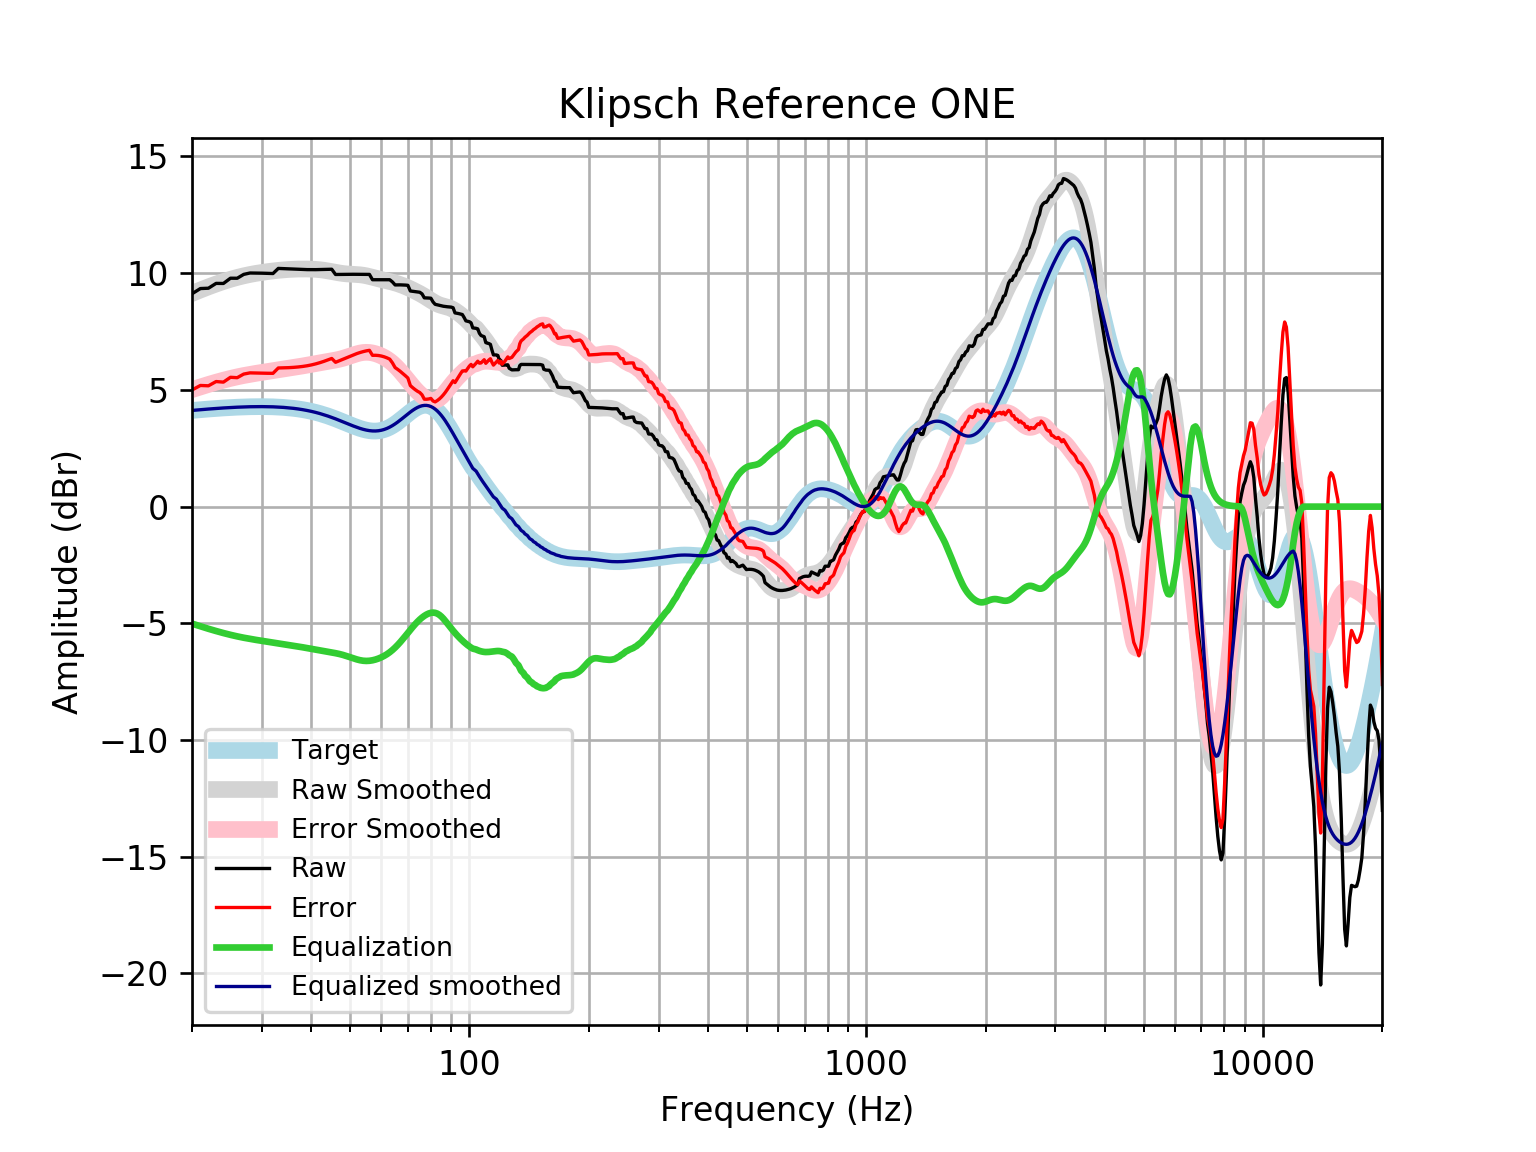 Klipsch Reference ONE
Amplitude (dBr)
15
10
5
0
−5
−10
−15
−20
Target
Raw Smoothed
Error Smoothed
Raw
Error
Equalization
Equalized smoothed
100
1000
10000
Frequency (Hz)